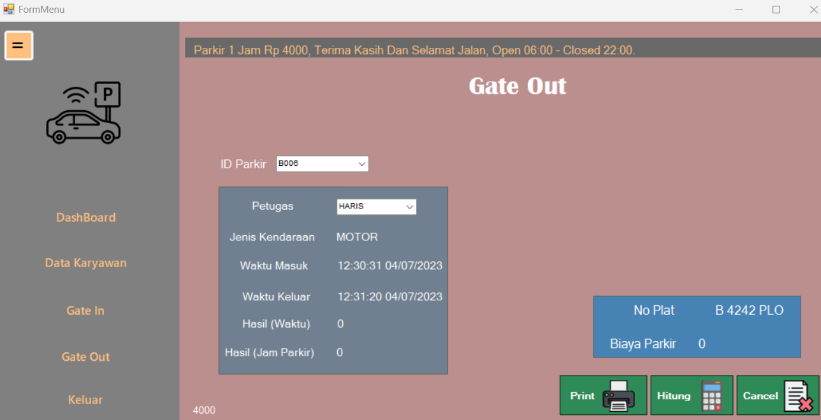 FormMenu
Parkir 1 Jam Rp 4000, Terima Kasih Dan Selamat Jalan, Open 06:00 - Closed 22:00.
P
Gate Out
ID Parkir B006
Petugas HARIS
Jenis Kendaraan MOTOR
Waktu Masuk 12:30:31 04/07/2023
Waktu Keluar 12:31:20 04/07/2023
Hasil (Waktu) 0
Hasil (Jam Parkir) 0
DashBoard
Data Karyawan
Gate In
Gate Out
Keluar
No Plat B 4242 PLO
Biaya Parkir 0
Print
Hitung
Cancel
4000